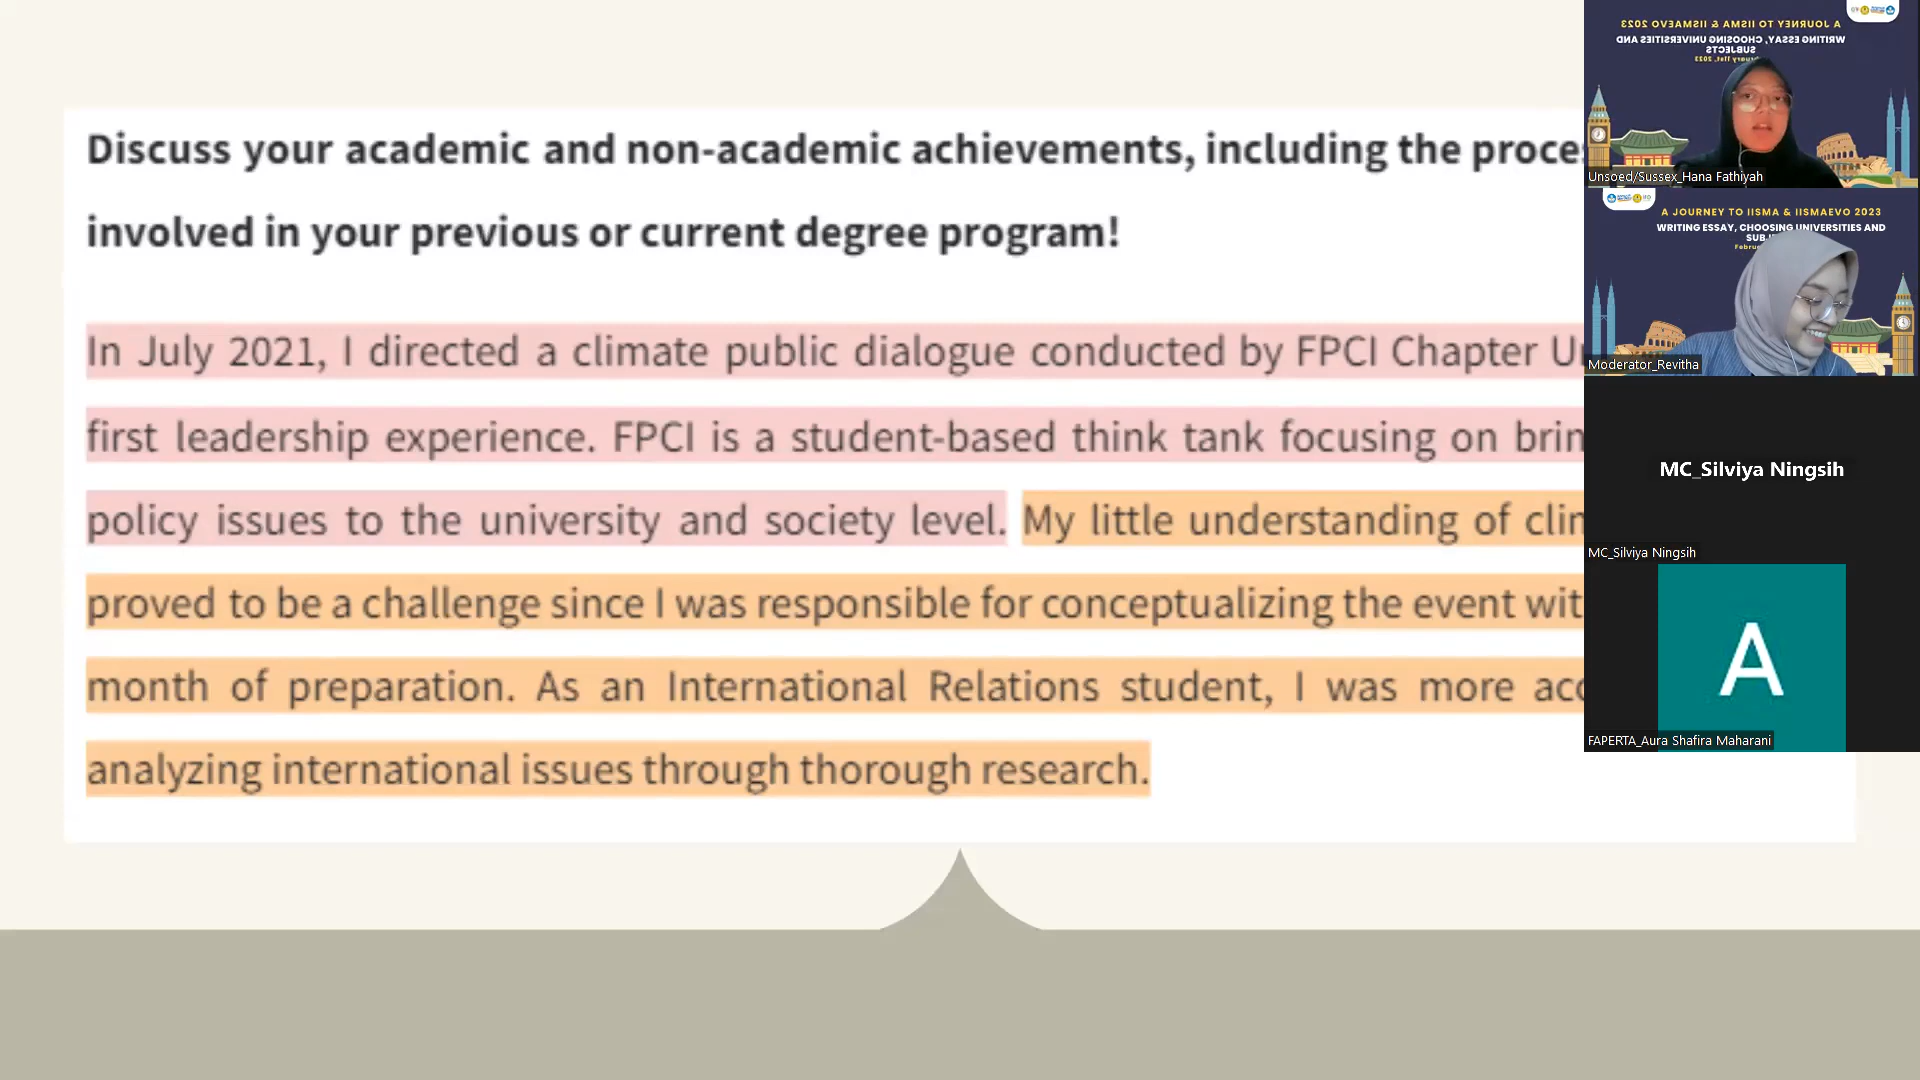 Discuss your academic and non-academic achievements, including the
involved in your previous or current degree program!
In July 2021, I directed a climate public dialogue conducted by FPCI Chapter
first leadership experience. FPCI is a student-based think tank focusing on
policy issues to the university and society level. My little understanding of
proved to be a challenge since I was responsible for conceptualizing the event
month of preparation. As an International Relations student, I was more
analyzing international issues through thorough research.
A JOURNEY TO IISMA & IISMAEVO 2023
WRITING ESSAY, CHOOSING UNIVERSITIES AND
SUBJECTS
Unsoed/Sussex_Hana Fathiyah
A JOURNEY TO IISMA & IISMAEVO 2023
WRITING ESSAY, CHOOSING UNIVERSITIES AND
Moderator_Revitha
MC_Silviya Ningsih
MC_Silviya Ningsih
A
FAPERTA_Aura Shafira Maharani